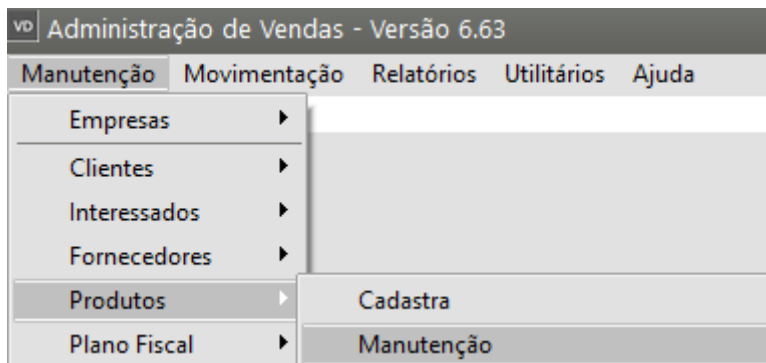 VD Administração de Vendas - Versão 6.63
Manutenção Movimentação Relatórios Utilitários Ajuda
Empresas
Clientes
Interessados
Fornecedores
Produtos Cadastra
Plano Fiscal Manutenção